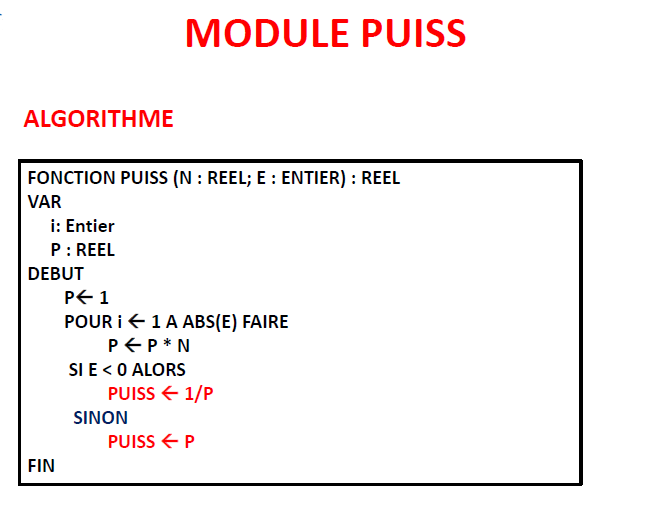 MODULE PUISS
ALGORITHME
FONCTION PUISS (N : REEL; E : ENTIER) : REEL
VAR
i: Entier
P : REEL
DEBUT
P← 1
POUR i ← 1 A ABS(E) FAIRE
P ← P * N
SI E < 0 ALORS
PUISS ← 1/P
SINON
PUISS ← P
FIN